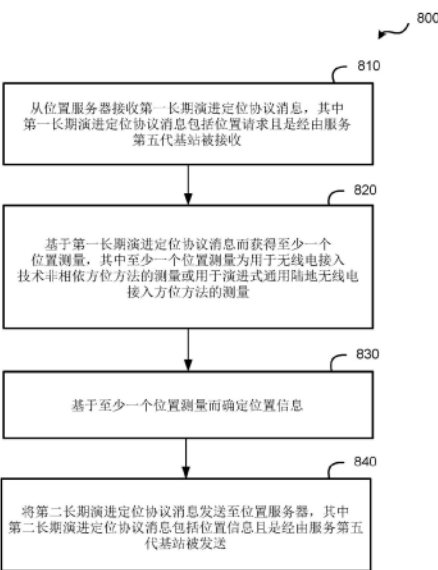 800
810
从位置服务器接收第一长期演进定位协议消息，其中
第一长期演进定位协议消息包括位置请求且是经由服务
第五代基站被接收
820
基于第一长期演进定位协议消息而获得至少一个
位置测量，其中至少一个位置测量为用于无线电接入
技术非相依方位方法的测量或用于演进式通用陆地无线电
接入方位方法的测量
830
基于至少一个位置测量而确定位置信息
840
将第二长期演进定位协议消息发送至位置服务器，其中
第二长期演进定位协议消息包括位置信息且是经由服务第五
代基站被发送